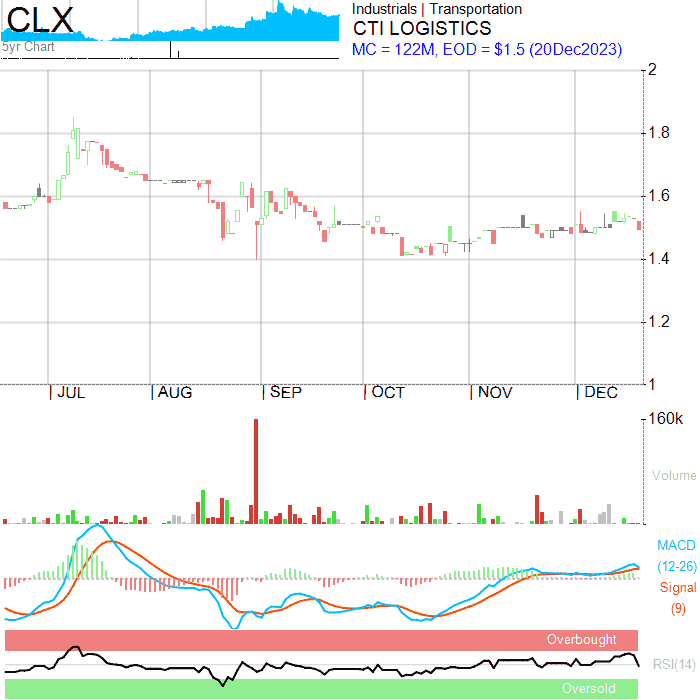 CLX
5yr Chart
Industrials | Transportation
CTI LOGISTICS
MC = 122M, EOD = $1.5 (20Dec2023)
2
1.8
1.6
1.4
1.2
1
JUL AUG SEP OCT NOV DEC
160k
Volume
MACD
(12-26)
Signal
(9)
Overbought
RSI(14)
Oversold